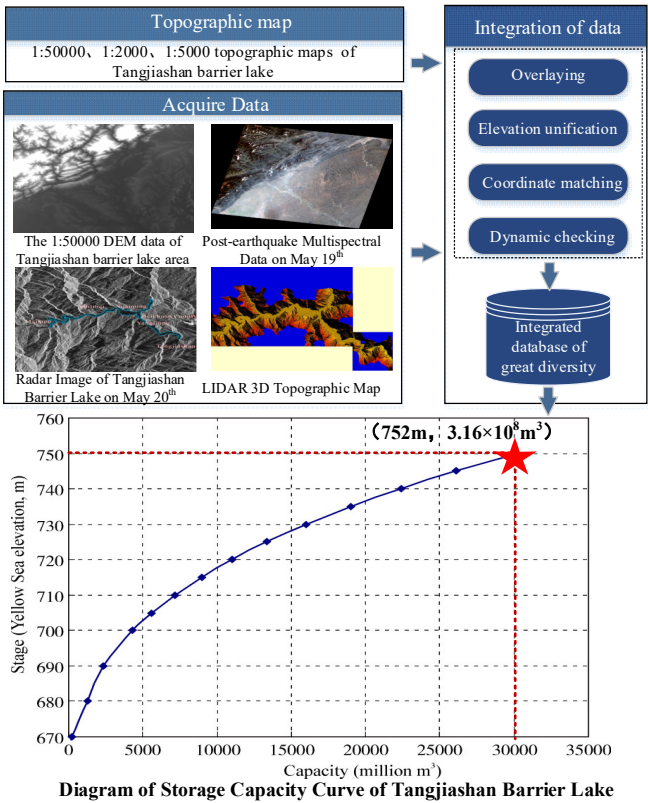 Topographic map
1:50000、1:2000、1:5000 topographic maps of
Tangjiashan barrier lake
Acquire Data
The 1:50000 DEM data of
Tangjiashan barrier lake area
Post-earthquake Multispectral
Data on May 19th
Radar Image of Tangjiashan
Barrier Lake on May 20th
LIDAR 3D Topographic Map
Integration of data
Overlaying
Elevation unification
Coordinate matching
Dynamic checking
Integrated
database of
great diversity
(752m, 3.16×10⁸m³)
Stage (Yellow Sea elevation, m)
760
750
740
730
720
710
700
690
680
670
0
5000
10000
15000
20000
25000
30000
35000
Capacity (million m³)
Diagram of Storage Capacity Curve of Tangjiashan Barrier Lake